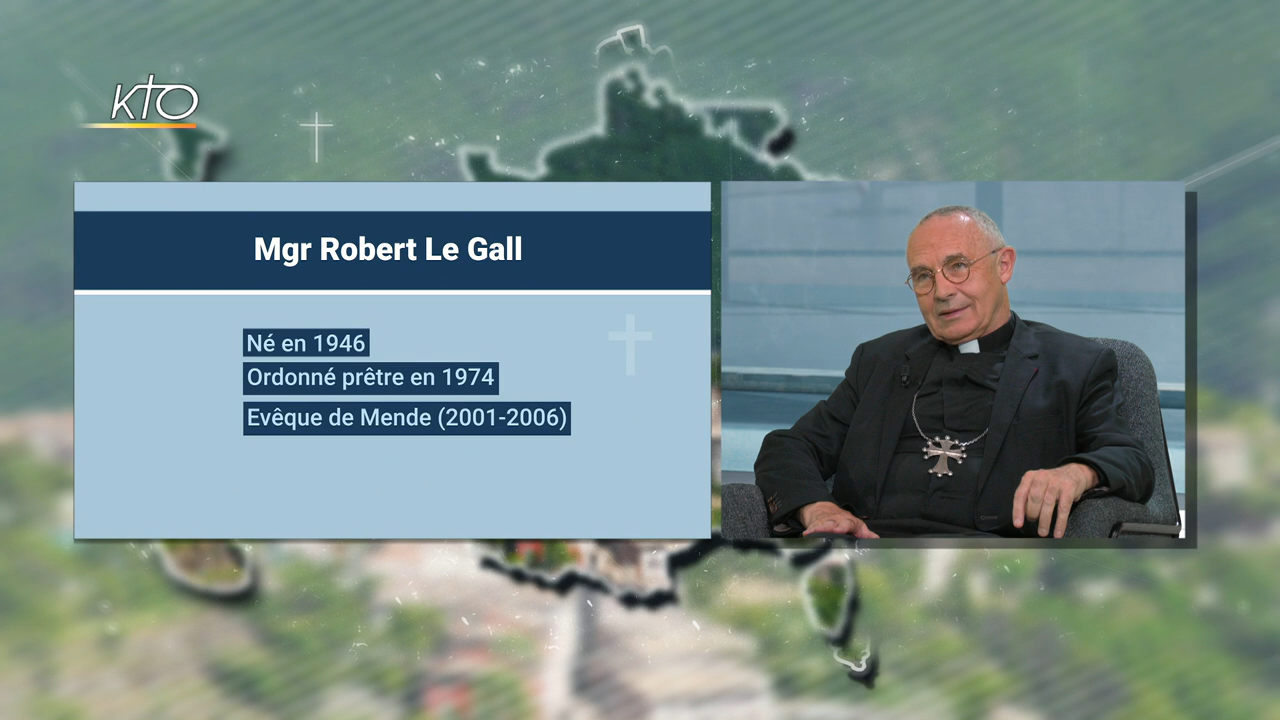 KTO
Mgr Robert Le Gall
Né en 1946
Ordonné prêtre en 1974
Evêque de Mende (2001-2006)